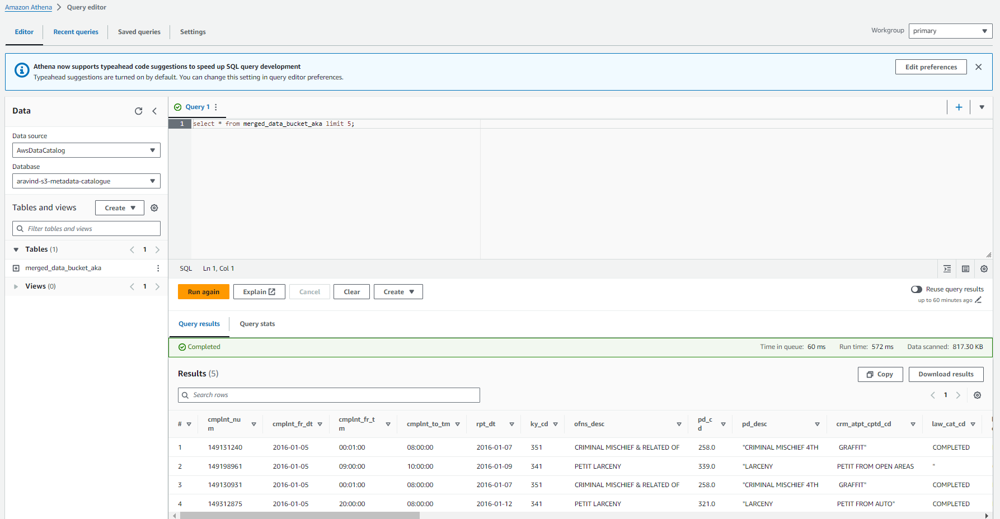 Amazon Athena > Query editor
Editor Recent queries Saved queries Settings
Workgroup primary
Athena now supports typeahead code suggestions to speed up SQL query development
Typeahead suggestions are turned on by default. You can change this setting in query editor preferences.
Edit preferences
Data
Data source
AwsDataCatalog
Database
aravind-s3-metadata-catalogue
Tables and views Create
Filter tables and views
Tables (1) 1
merged_data_bucket_aka
Views (0) 1
Query 1
1 select * from merged_data_bucket_aka limit 5;
SQL Ln 1, Col 1
Run again Explain Cancel Clear Create
Reuse query results
up to 60 minutes ago
Query results Query stats
Completed Time in queue: 60 ms Run time: 572 ms Data scanned: 817.30 KB
Results (5) Copy Download results
Search rows 1
# cmplnt_nu
m cmplnt_fr_dt cmplnt_fr_t
m cmplnt_to_tm rpt_dt ky_cd ofns_desc pd_c
d pd_desc crm_atpt_cptd_cd law_cat_cd
1 149131240 2016-01-05 00:01:00 08:00:00 2016-01-07 351 CRIMINAL MISCHIEF & RELATED OF 258.0 "CRIMINAL MISCHIEF 4TH GRAFFIT" COMPLETED
2 149198961 2016-01-05 09:00:00 10:00:00 2016-01-09 341 PETIT LARCENY 339.0 "LARCENY PETIT FROM OPEN AREAS "
3 149130931 2016-01-05 00:01:00 08:00:00 2016-01-07 351 CRIMINAL MISCHIEF & RELATED OF 258.0 "CRIMINAL MISCHIEF 4TH GRAFFIT" COMPLETED
4 149312875 2016-01-05 20:00:00 08:00:00 2016-01-12 341 PETIT LARCENY 321.0 "LARCENY PETIT FROM AUTO" COMPLETED